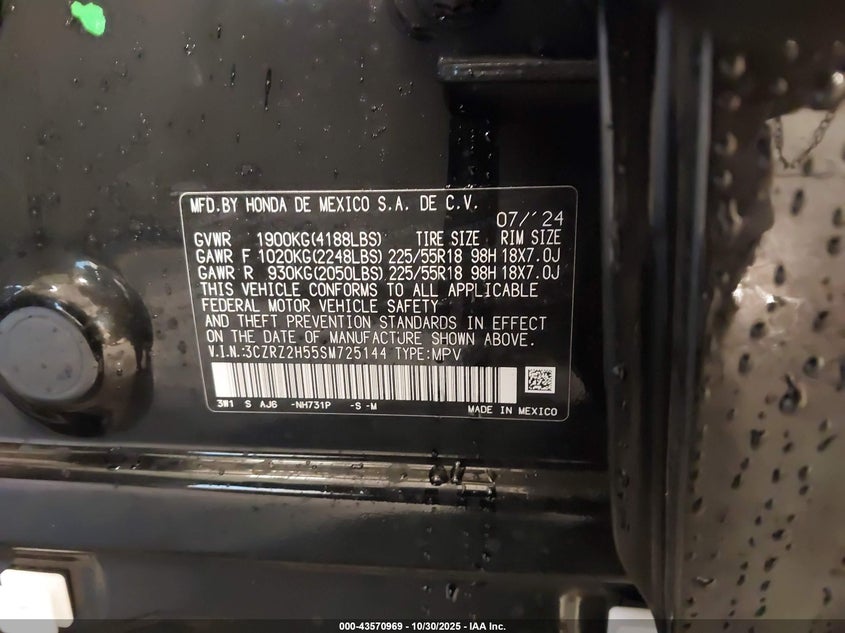 MFD.BY HONDA DE MEXICO S.A. DE C.V.
07/'24
GVWR 1900KG(4188LBS) TIRE SIZE RIM SIZE
GAWR F 1020KG(2248LBS) 225/55R18 98H 18X7.0J
GAWR R 930KG(2050LBS) 225/55R18 98H 18X7.0J
THIS VEHICLE CONFORMS TO ALL APPLICABLE
FEDERAL MOTOR VEHICLE SAFETY
AND THEFT PREVENTION STANDARDS IN EFFECT
ON THE DATE OF MANUFACTURE SHOWN ABOVE.
V.I.N.:3CZRZ2H55SM725144 TYPE:MPV
3W1 S AJ6 -NH731P -S -M MADE IN MEXICO
000-43570969 - 10/30/2025 - IAA Inc.